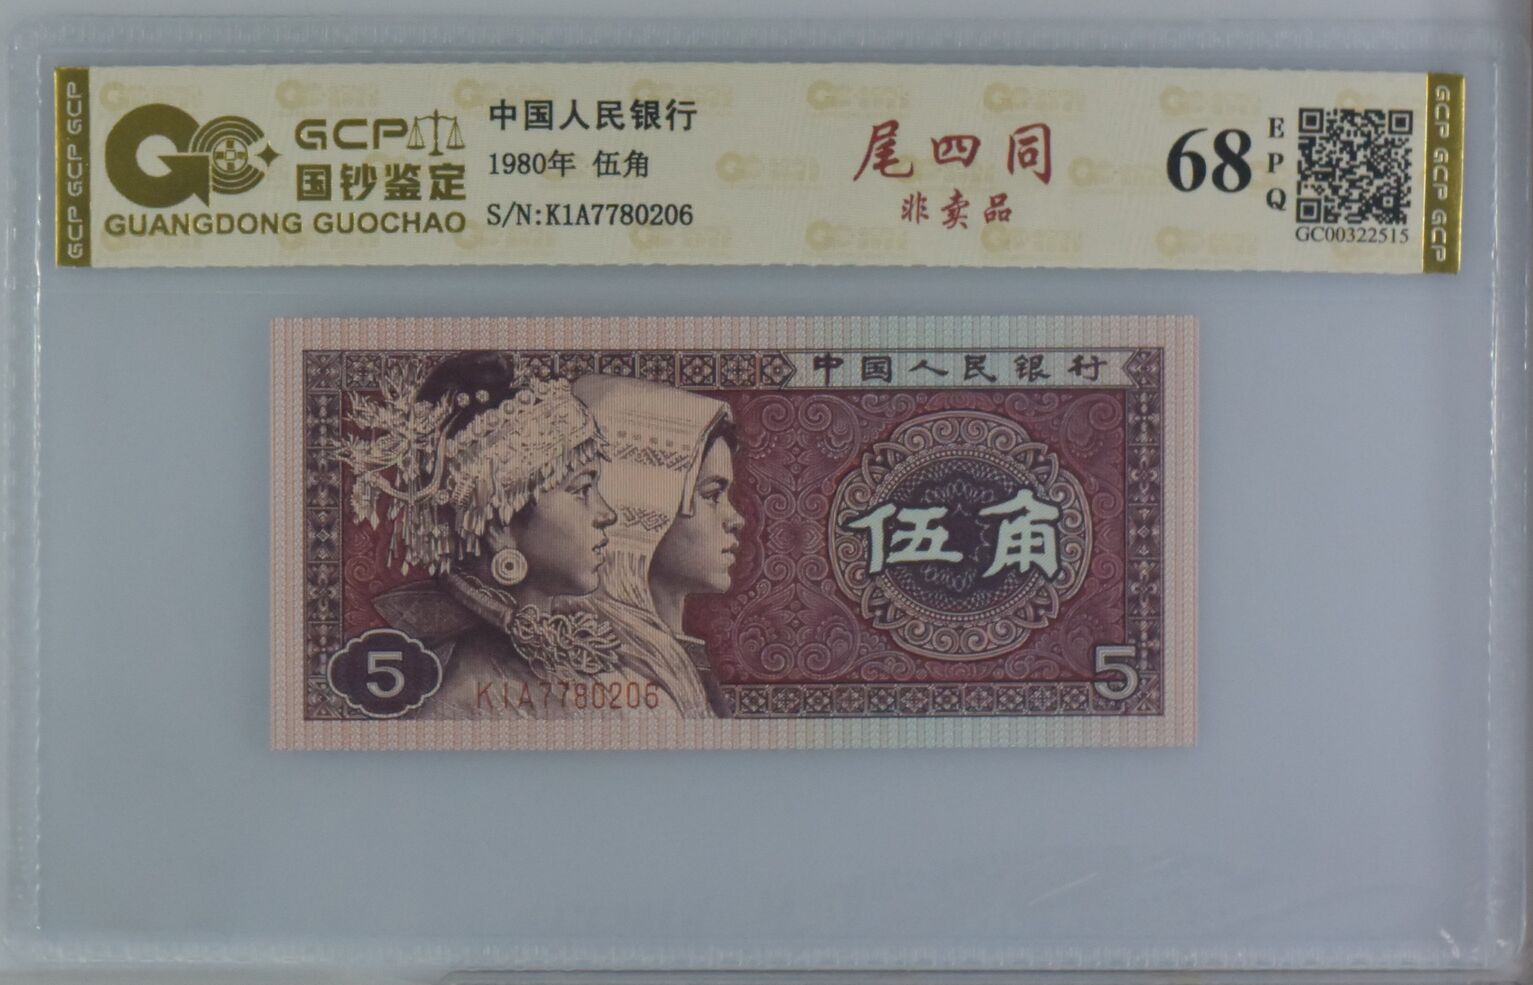 GCP GCP GCP
GCP
国钞鉴定
GUANGDONG GUOCHAO
中国人民银行
1980年 伍角
S/N:K1A7780206
尾四同
非卖品
68
EPQ
GC00322515
GCP GCP GCP
中国人民银行
伍角
5
K1A7780206
5